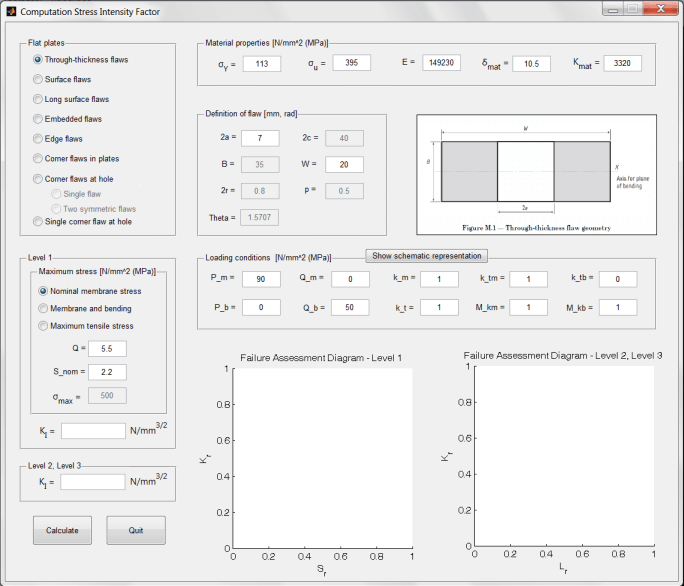 Computation Stress Intensity Factor
Flat plates
Through-thickness flaws
Surface flaws
Long surface flaws
Embedded flaws
Edge flaws
Corner flaws in plates
Corner flaws at hole
Single flaw
Two symmetric flaws
Single corner flaw at hole
Material properties [N/mm^2 (MPa)]
σ_Y = 113 σ_u = 395 E = 149230 δ_mat = 10.5 K_mat = 3320
Definition of flaw [mm, rad]
2a = 7 2c = 40
B = 35 W = 20
2r = 0.8 p = 0.5
Theta = 1.5707
W
B
X
Axis for plane
of bending
2a
Figure M.1 — Through-thickness flaw geometry
Level 1
Maximum stress [N/mm^2 (MPa)]
Nominal membrane stress
Membrane and bending
Maximum tensile stress
Q = 5.5
S_nom = 2.2
σ_max = 500
K_I = N/mm^3/2
Level 2, Level 3
K_I = N/mm^3/2
Calculate Quit
Loading conditions [N/mm^2 (MPa)] Show schematic representation
P_m = 90 Q_m = 0 k_m = 1 k_tm = 1 k_tb = 0
P_b = 0 Q_b = 50 k_t = 1 M_km = 1 M_kb = 1
Failure Assessment Diagram - Level 1
1
0.8
0.6
0.4
0.2
0
K_r
0 0.2 0.4 0.6 0.8 1
S_r
Failure Assessment Diagram - Level 2, Level 3
1
0.8
0.6
0.4
0.2
0
K_r
0 0.2 0.4 0.6 0.8 1
L_r